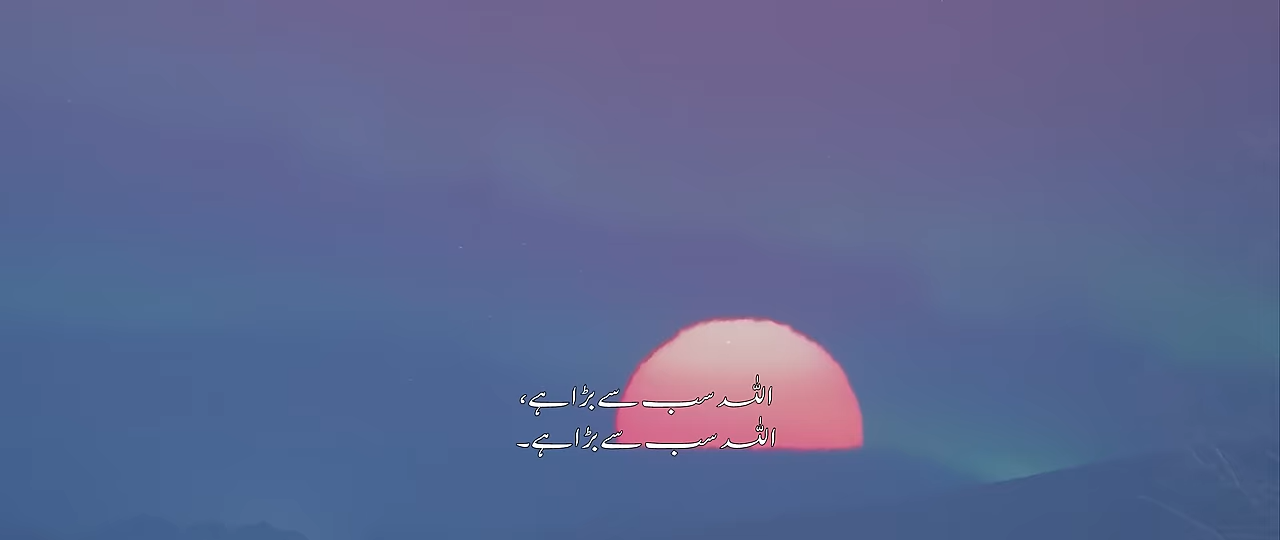 اللہ سب سے بڑا ہے،
اللہ سب سے بڑا ہے۔